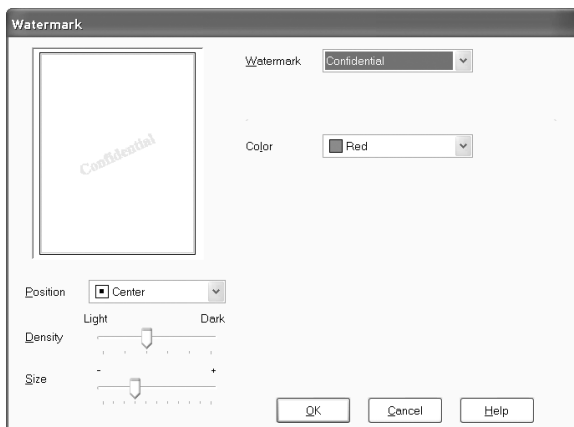 Watermark
Watermark Confidential
Confidential
Color Red
Position Center
Light Dark
Density
- +
Size
OK Cancel Help